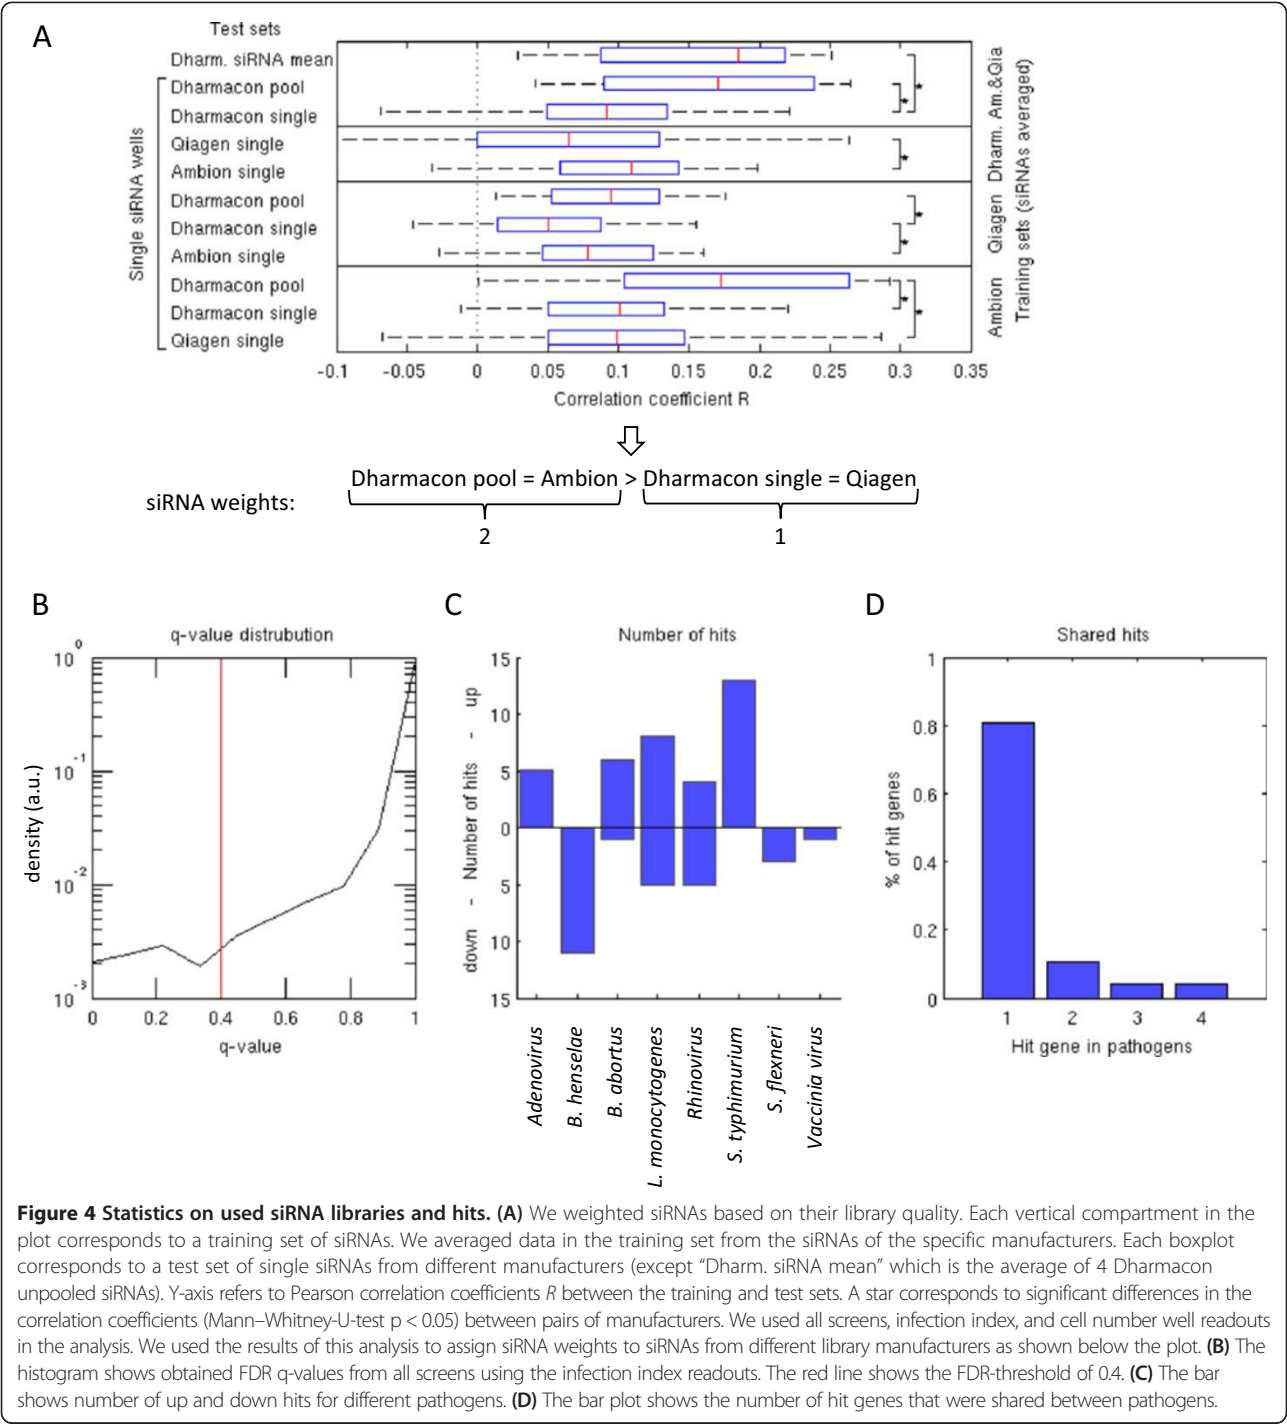 A
Test sets
Dharm. siRNA mean
Dharmacon pool
Dharmacon single
Qiagen single
Ambion single
Dharmacon pool
Dharmacon single
Ambion single
Dharmacon pool
Dharmacon single
Qiagen single
Single siRNA wells
* *
*
* *
* *
Am.&Qia
Dharm.
Qiagen
Ambion
Training sets (siRNAs averaged)
-0.1 -0.05 0 0.05 0.1 0.15 0.2 0.25 0.3 0.35
Correlation coefficient R
Dharmacon pool = Ambion > Dharmacon single = Qiagen
siRNA weights:
2 1
B
q-value distrubution
10^0
10^-1
10^-2
10^-3
density (a.u.)
0 0.2 0.4 0.6 0.8 1
q-value
C
Number of hits
15
10
5
0
5
10
15
down - Number of hits - up
Adenovirus
B. henselae
B. abortus
L. monocytogenes
Rhinovirus
S. typhimurium
S. flexneri
Vaccinia virus
D
Shared hits
1
0.8
0.6
0.4
0.2
0
% of hit genes
1 2 3 4
Hit gene in pathogens
Figure 4 Statistics on used siRNA libraries and hits. (A) We weighted siRNAs based on their library quality. Each vertical compartment in the
plot corresponds to a training set of siRNAs. We averaged data in the training set from the siRNAs of the specific manufacturers. Each boxplot
corresponds to a test set of single siRNAs from different manufacturers (except “Dharm. siRNA mean” which is the average of 4 Dharmacon
unpooled siRNAs). Y-axis refers to Pearson correlation coefficients R between the training and test sets. A star corresponds to significant differences in the
correlation coefficients (Mann–Whitney-U-test p < 0.05) between pairs of manufacturers. We used all screens, infection index, and cell number well readouts
in the analysis. We used the results of this analysis to assign siRNA weights to siRNAs from different library manufacturers as shown below the plot. (B) The
histogram shows obtained FDR q-values from all screens using the infection index readouts. The red line shows the FDR-threshold of 0.4. (C) The bar
shows number of up and down hits for different pathogens. (D) The bar plot shows the number of hit genes that were shared between pathogens.